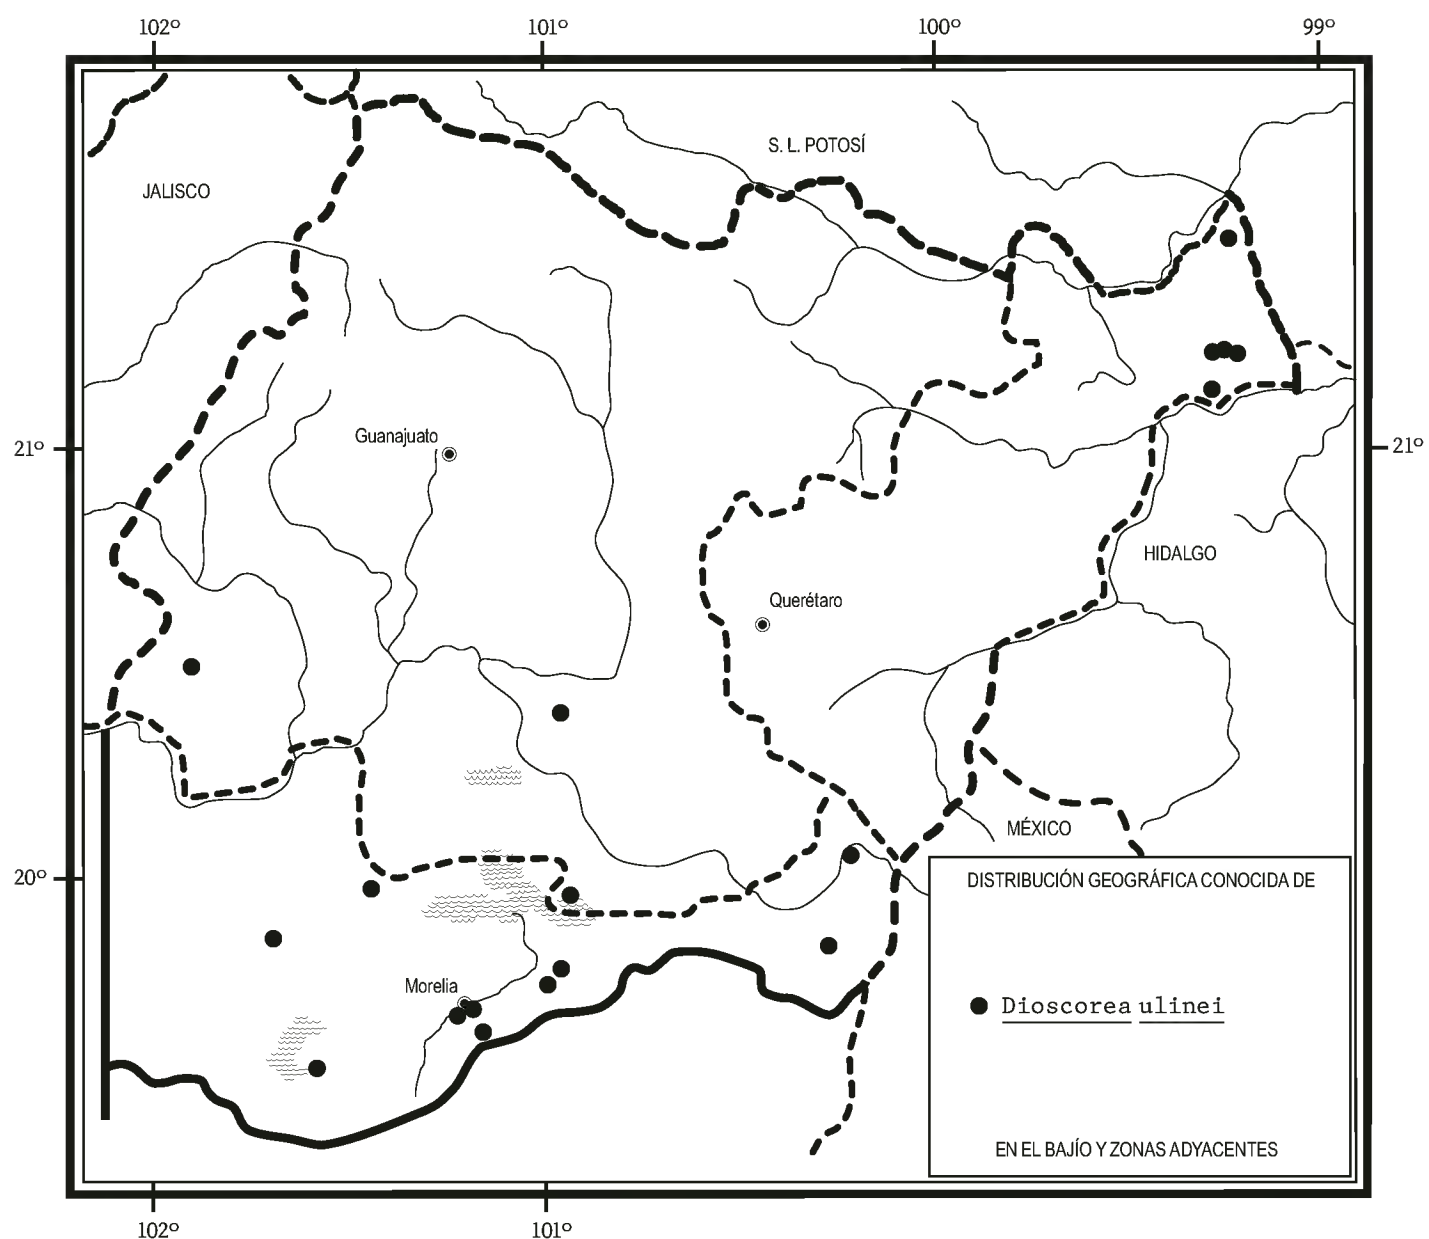 102º 101º 100º 99º
S. L. POTOSÍ
JALISCO
Guanajuato
21º 21º
HIDALGO
Querétaro
MÉXICO
20º
DISTRIBUCIÓN GEOGRÁFICA CONOCIDA DE
Morelia
Dioscorea ulinei
EN EL BAJÍO Y ZONAS ADYACENTES
102º 101º